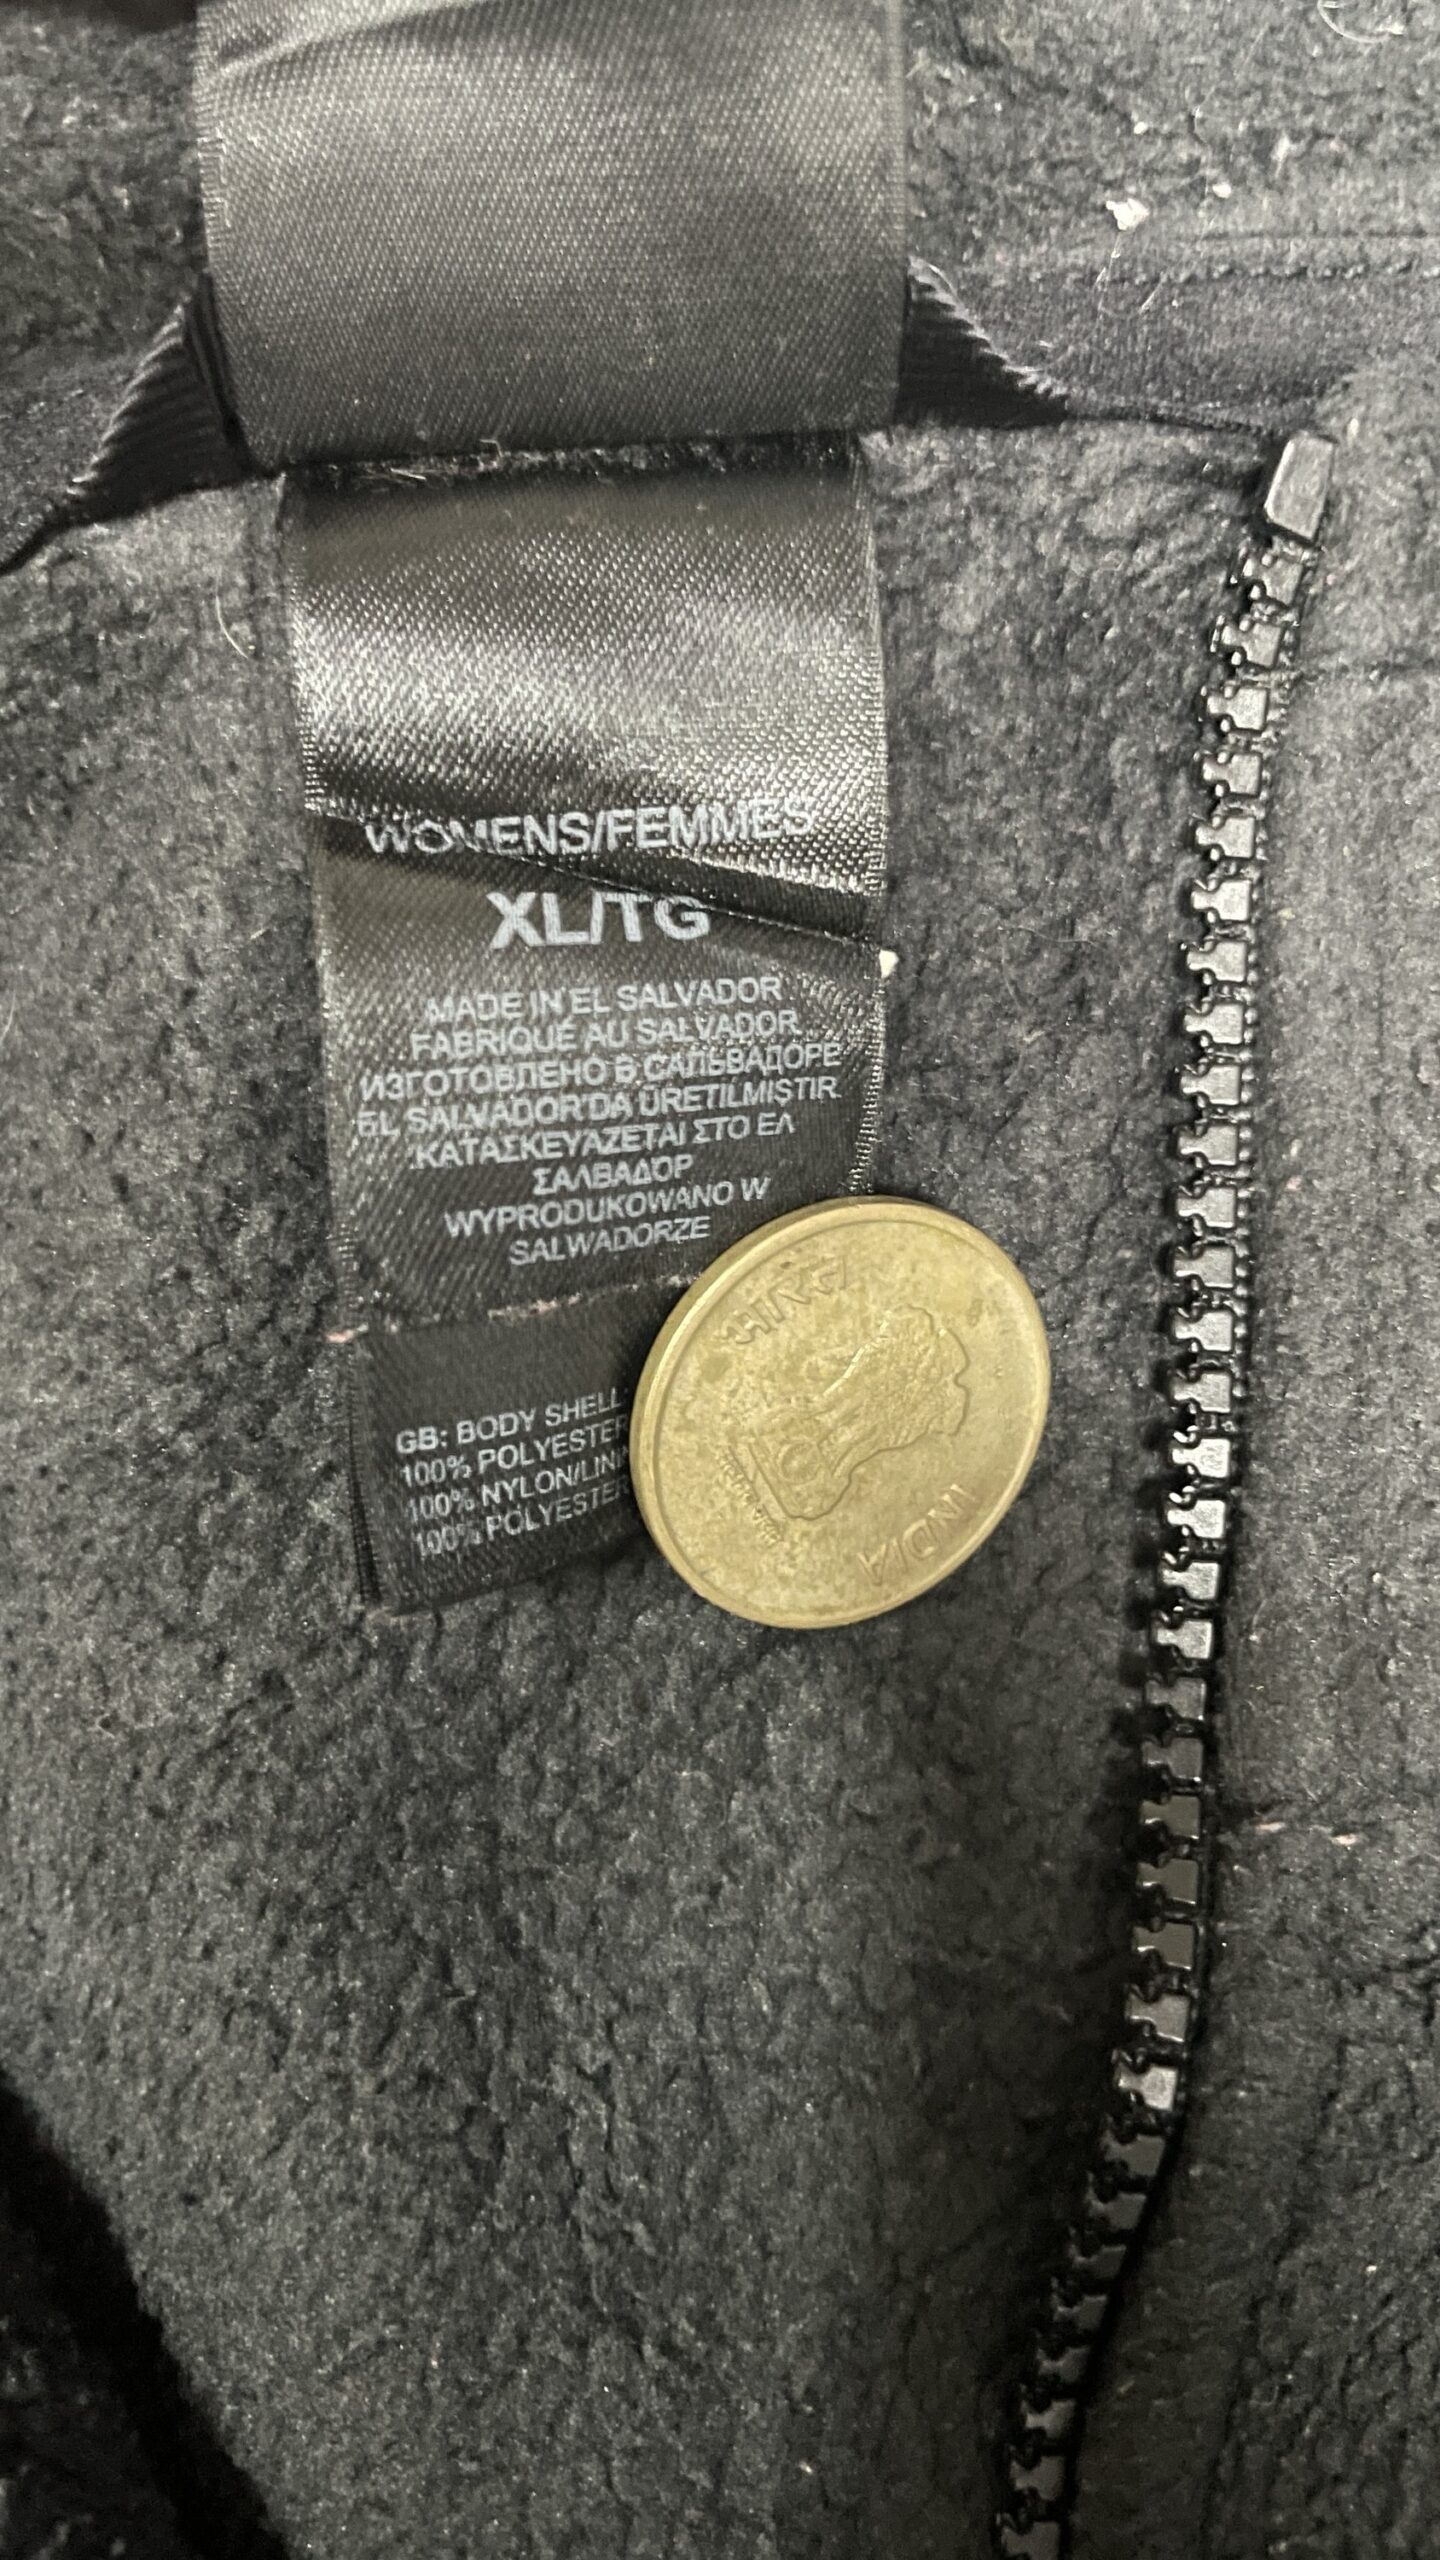 WOMENS/FEMMES
XL/TG
MADE IN EL SALVADOR
FABRIQUÉ AU SALVADOR
ИЗГОТОВЛЕНО В САЛЬВАДОРЕ
EL SALVADOR'DA ÜRETILMIŞTIR
ΚΑΤΑΣΚΕΥΑΖΕΤΑΙ ΣΤΟ ΕΛ
ΣΑΛΒΑΔΟΡ
WYPRODUKOWANO W
SALWADORZE
GB: BODY SHELL:
100% POLYESTER
100% NYLON/LINI
100% POLYESTER
भारत
INDIA